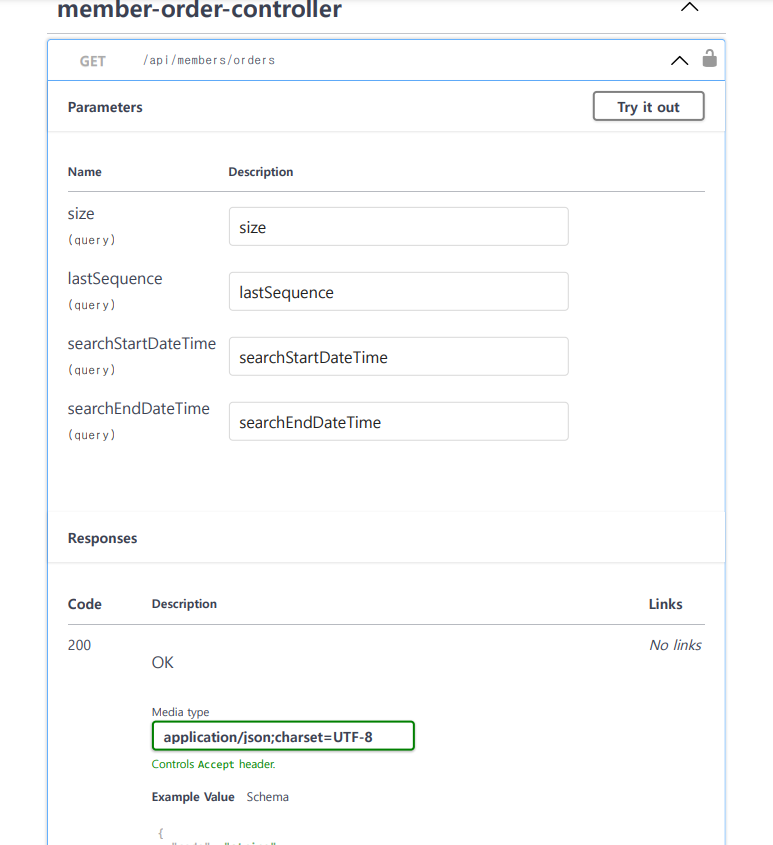 member-order-controller
GET /api/members/orders
Parameters
Try it out
Name Description
size
(query)
size
lastSequence
(query)
lastSequence
searchStartDateTime
(query)
searchStartDateTime
searchEndDateTime
(query)
searchEndDateTime
Responses
Code Description Links
200
OK
No links
Media type
application/json;charset=UTF-8
Controls Accept header.
Example Value Schema
{